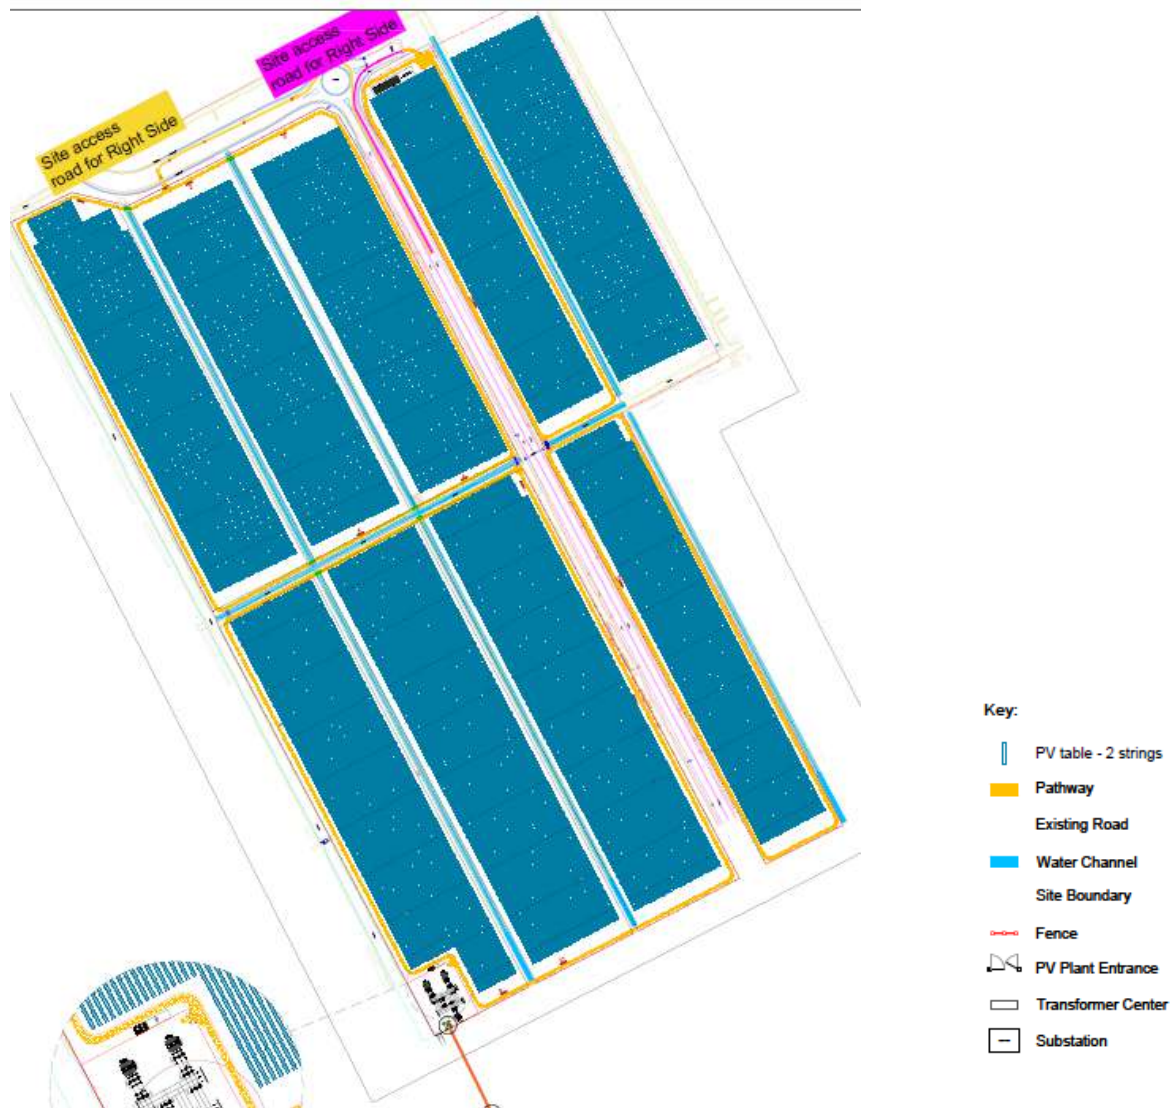 Site access
road for Right Side
Site access
road for Right Side
Key:
PV table - 2 strings
Pathway
Existing Road
Water Channel
Site Boundary
Fence
PV Plant Entrance
Transformer Center
Substation